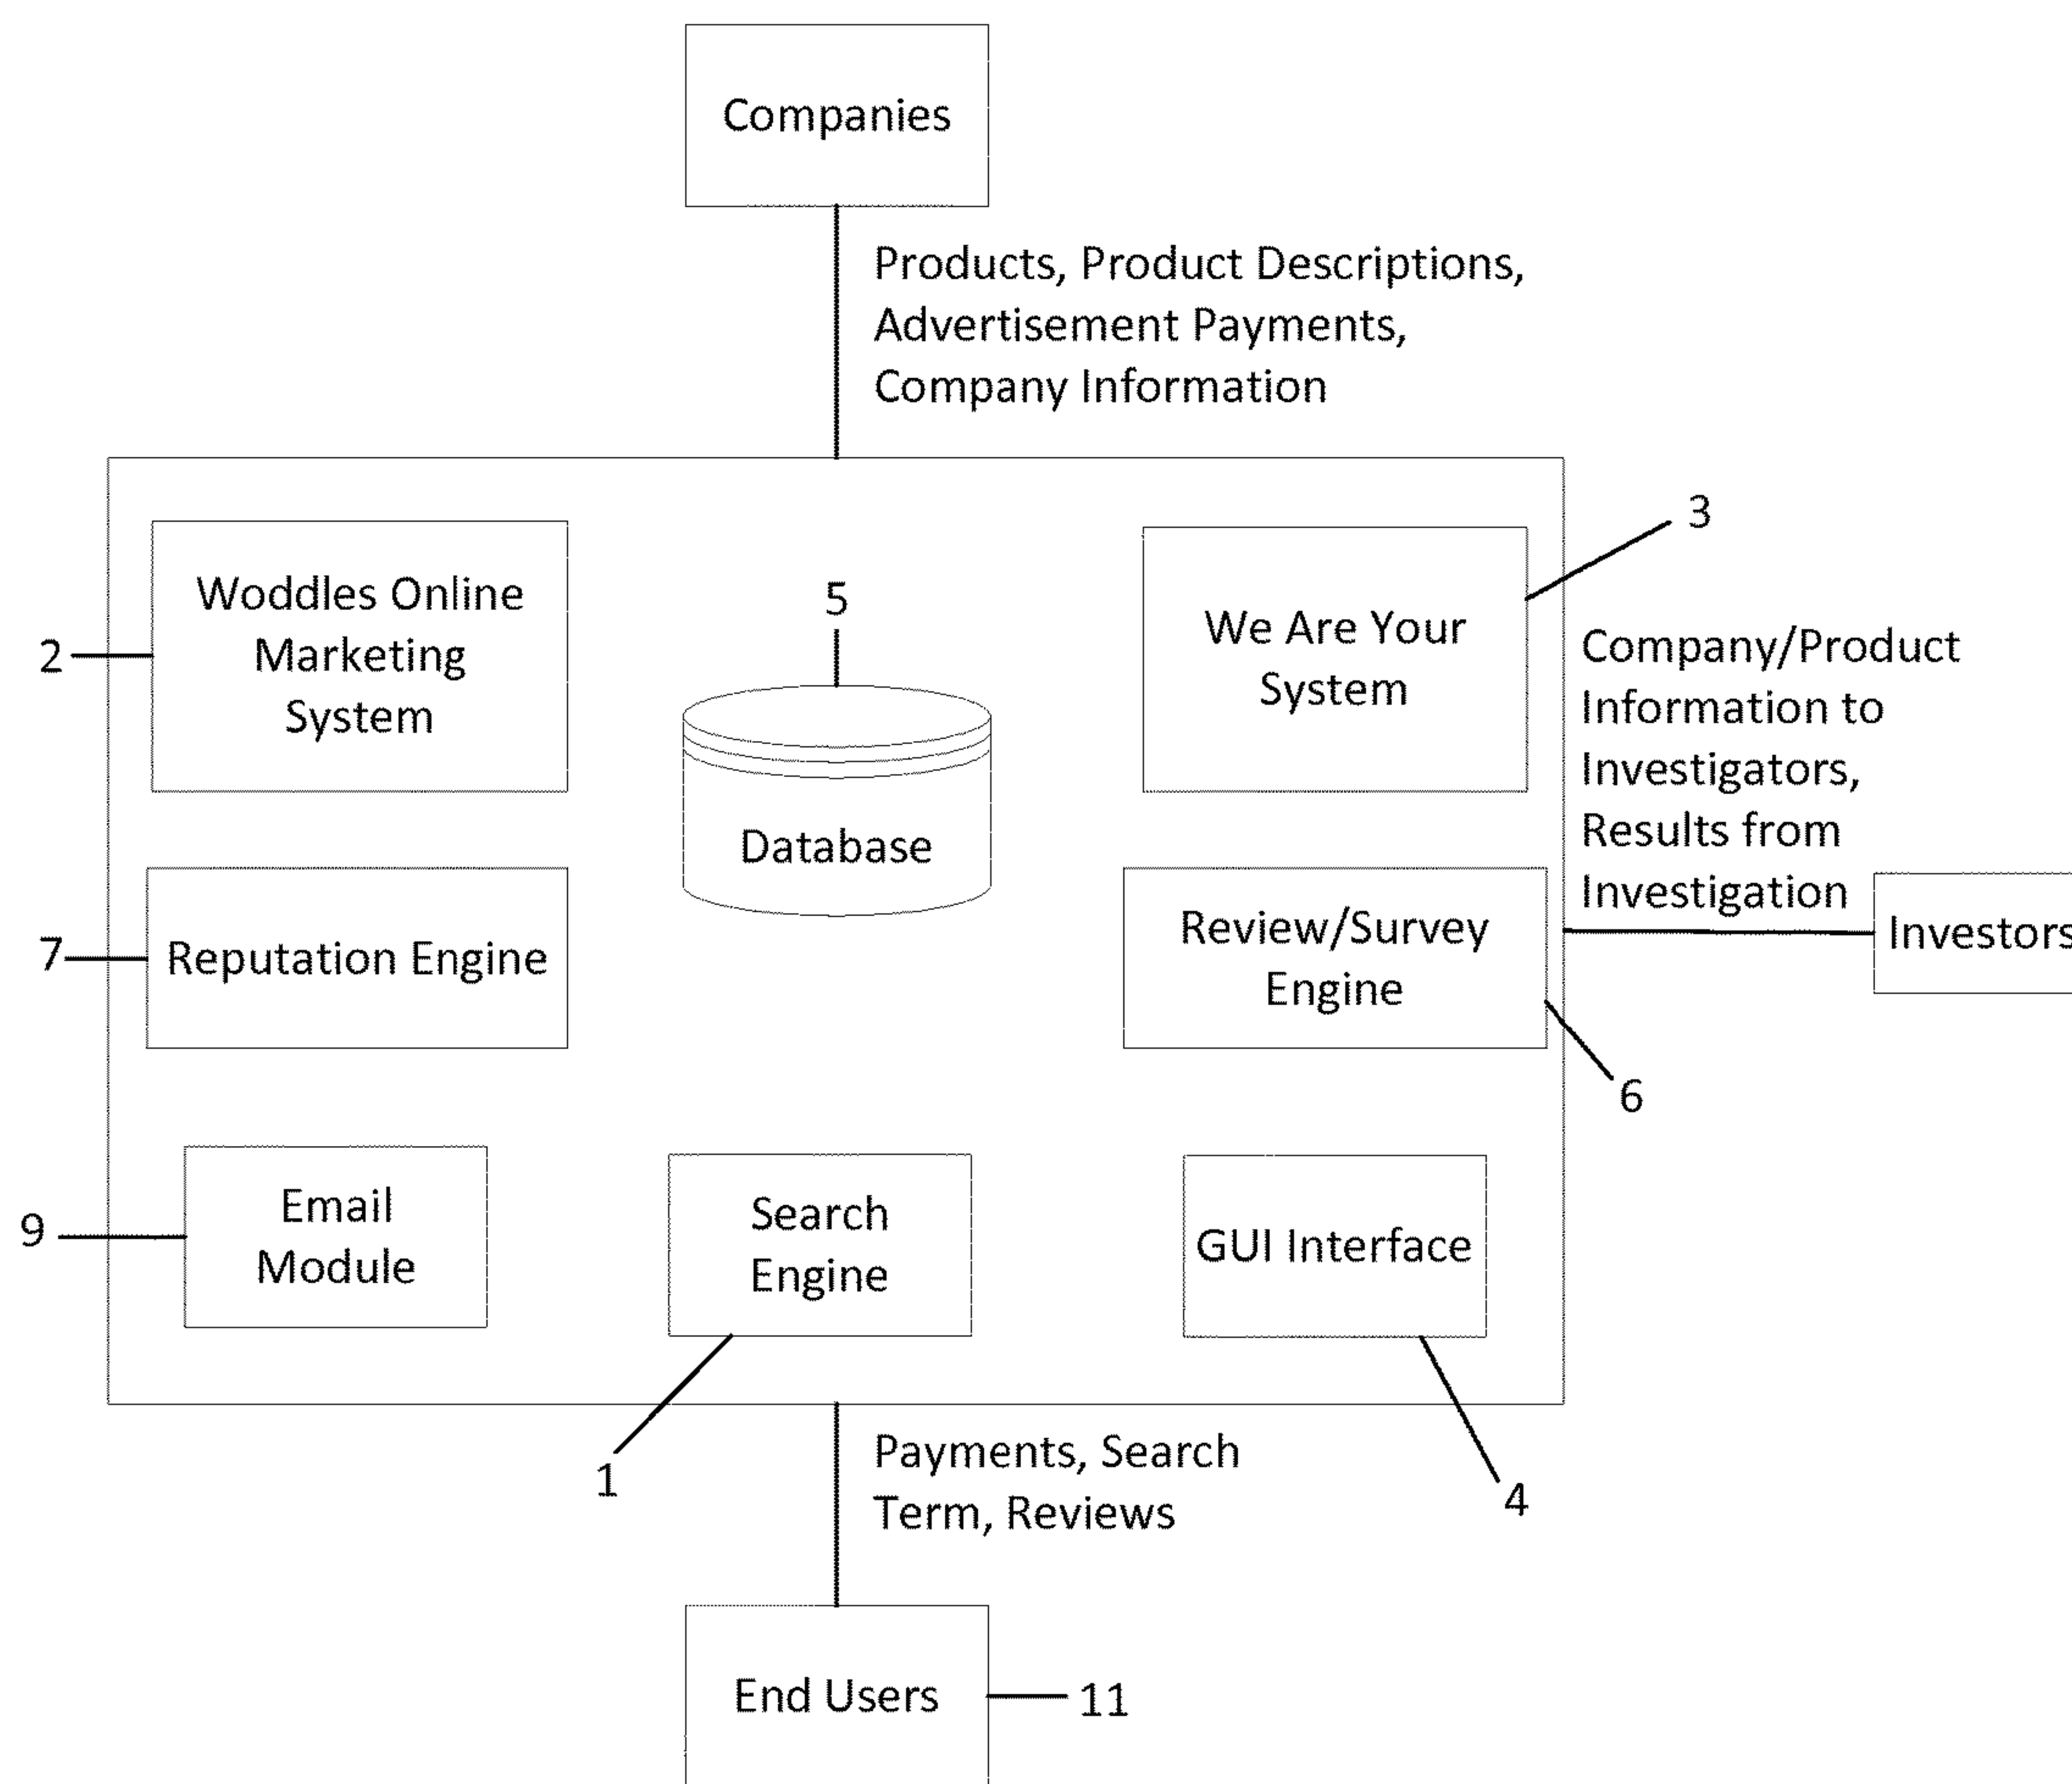 Companies
Products, Product Descriptions,
Advertisement Payments,
Company Information
Woddles Online
Marketing
System
2
5
Database
We Are Your
System
3
Company/Product
Information to
Investigators,
Results from
Investigation
Investors
7
Reputation Engine
Review/Survey
Engine
6
9
Email
Module
Search
Engine
1
GUI Interface
4
Payments, Search
Term, Reviews
End Users
11